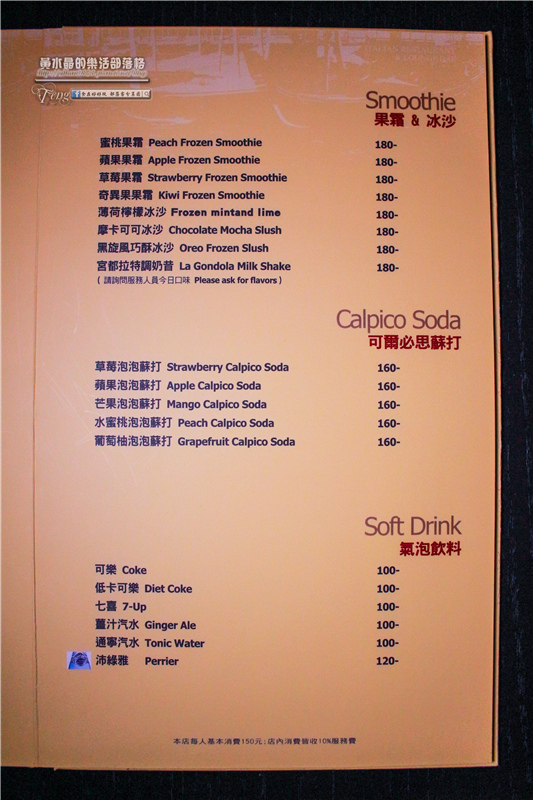 黃水晶的樂活部落格
Teng
Smoothie
果霜 & 冰沙
蜜桃果霜 Peach Frozen Smoothie 180-
蘋果果霜 Apple Frozen Smoothie 180-
草莓果霜 Strawberry Frozen Smoothie 180-
奇異果果霜 Kiwi Frozen Smoothie 180-
薄荷檸檬冰沙 Frozen mintand lime 180-
摩卡可可冰沙 Chocolate Mocha Slush 180-
黑旋風巧酥冰沙 Oreo Frozen Slush 180-
宮都拉特調奶昔 La Gondola Milk Shake 180-
( 請詢問服務人員今日口味 Please ask for flavors )
Calpico Soda
可爾必思蘇打
草莓泡泡蘇打 Strawberry Calpico Soda 160-
蘋果泡泡蘇打 Apple Calpico Soda 160-
芒果泡泡蘇打 Mango Calpico Soda 160-
水蜜桃泡泡蘇打 Peach Calpico Soda 160-
葡萄柚泡泡蘇打 Grapefruit Calpico Soda 160-
Soft Drink
氣泡飲料
可樂 Coke 100-
低卡可樂 Diet Coke 100-
七喜 7-Up 100-
薑汁汽水 Ginger Ale 100-
通寧汽水 Tonic Water 100-
沛綠雅 Perrier 120-
本店每人基本消費150元;店內消費皆收10%服務費